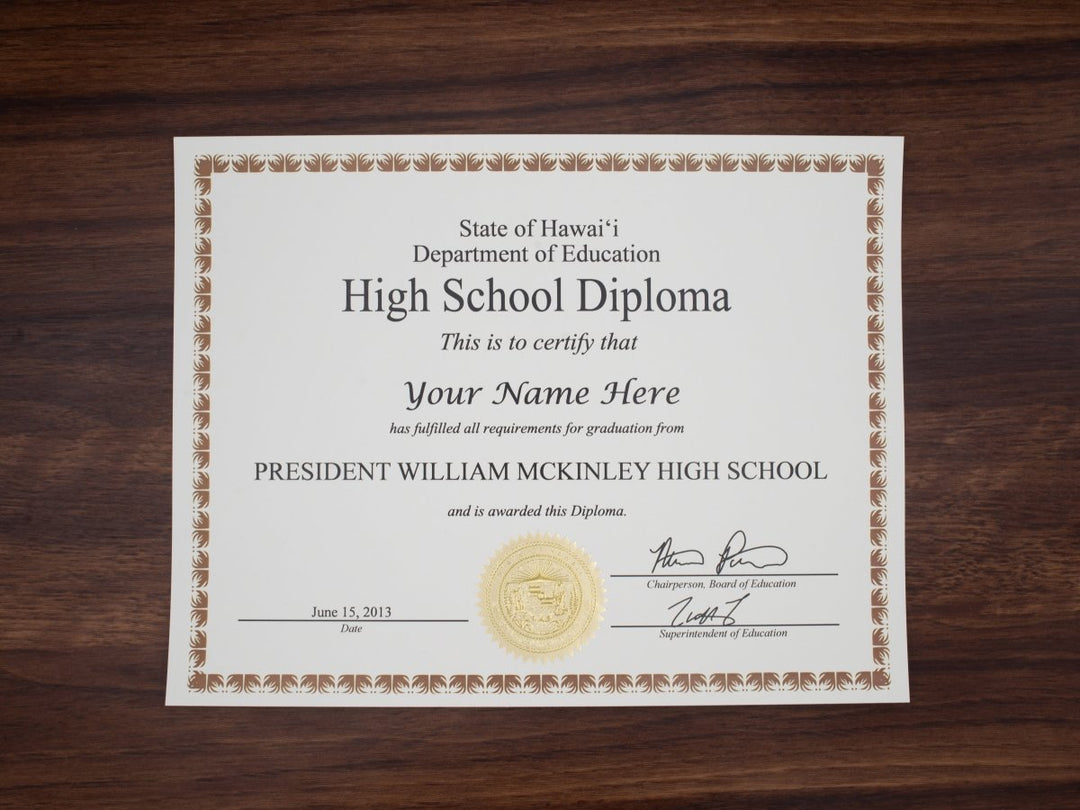 State of Hawaiʻi
Department of Education
High School Diploma
This is to certify that
Your Name Here
has fulfilled all requirements for graduation from
PRESIDENT WILLIAM MCKINLEY HIGH SCHOOL
and is awarded this Diploma.
Chairperson, Board of Education
June 15, 2013
Date
Superintendent of Education